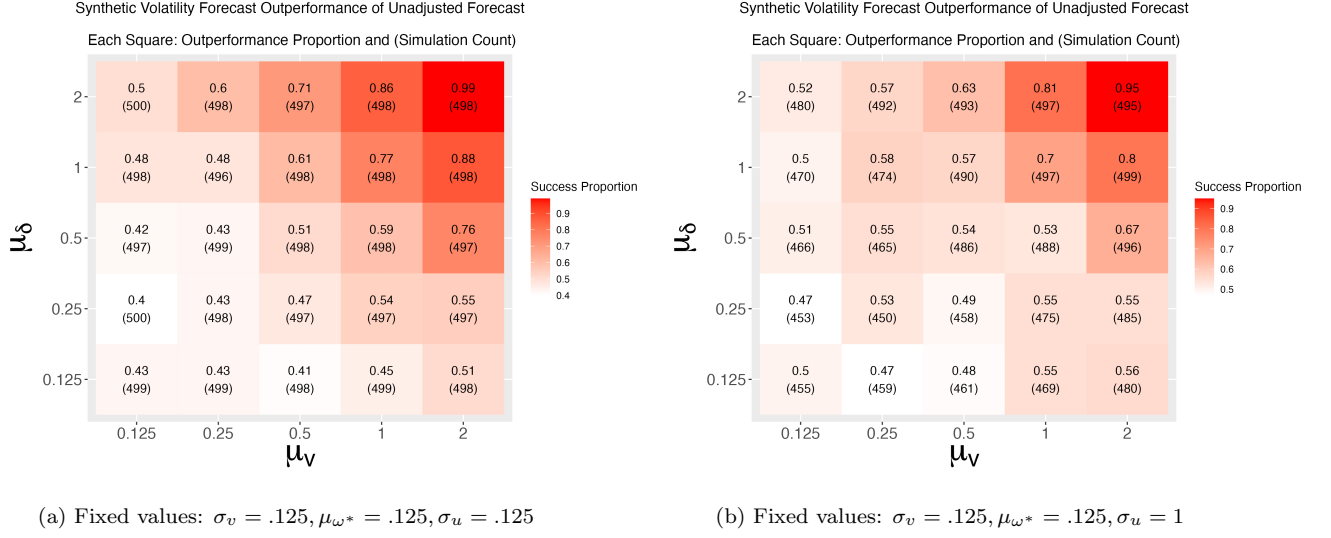 Synthetic Volatility Forecast Outperformance of Unadjusted Forecast
Each Square: Outperformance Proportion and (Simulation Count)
μδ
2
0.5 0.6 0.71 0.86 0.99
(500) (498) (497) (498) (498)
1
0.48 0.48 0.61 0.77 0.88
(498) (496) (498) (498) (498)
0.5
0.42 0.43 0.51 0.59 0.76
(497) (499) (498) (498) (497)
0.25
0.4 0.43 0.47 0.54 0.55
(500) (498) (497) (497) (497)
0.125
0.43 0.43 0.41 0.45 0.51
(499) (499) (498) (499) (498)
0.125 0.25 0.5 1 2
μV
Success Proportion
0.9
0.8
0.7
0.6
0.5
0.4
(a) Fixed values: σv = .125, μω* = .125, σu = .125
Synthetic Volatility Forecast Outperformance of Unadjusted Forecast
Each Square: Outperformance Proportion and (Simulation Count)
μδ
2
0.52 0.57 0.63 0.81 0.95
(480) (492) (493) (497) (495)
1
0.5 0.58 0.57 0.7 0.8
(470) (474) (490) (497) (499)
0.5
0.51 0.55 0.54 0.53 0.67
(466) (465) (486) (488) (496)
0.25
0.47 0.53 0.49 0.55 0.55
(453) (450) (458) (475) (485)
0.125
0.5 0.47 0.48 0.55 0.56
(455) (459) (461) (469) (480)
0.125 0.25 0.5 1 2
μV
Success Proportion
0.9
0.8
0.7
0.6
0.5
(b) Fixed values: σv = .125, μω* = .125, σu = 1